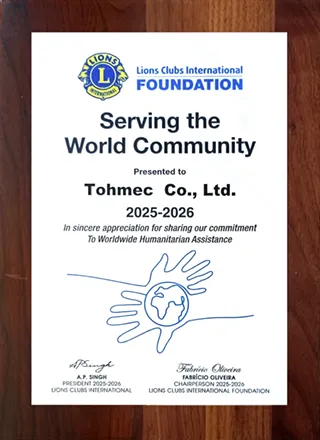 LIONS
L
INTERNATIONAL
Lions Clubs International
FOUNDATION
Serving the
World Community
Presented to
Tohmec Co., Ltd.
2025-2026
In sincere appreciation for sharing our commitment
To Worldwide Humanitarian Assistance
APSingh
A.P. SINGH
PRESIDENT 2025-2026
LIONS CLUBS INTERNATIONAL
Fabrício Oliveira
FABRÍCIO OLIVEIRA
CHAIRPERSON 2025-2026
LIONS CLUBS INTERNATIONAL FOUNDATION